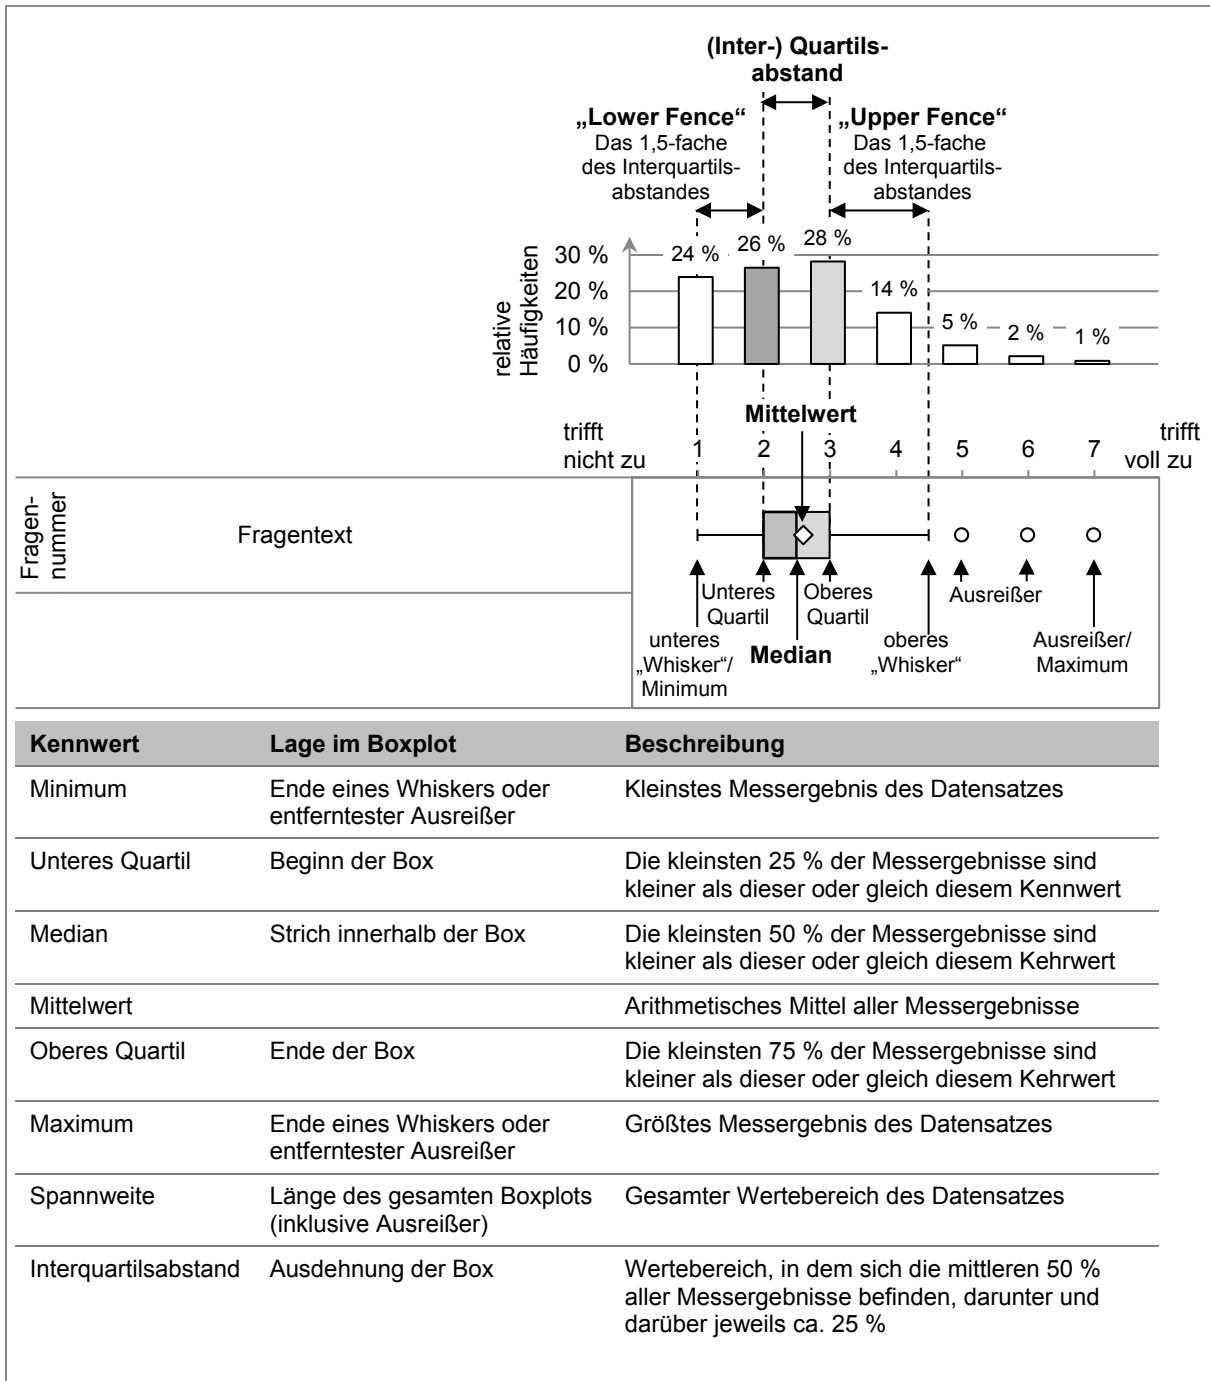 (Inter-) Quartils-
abstand
„Lower Fence“
Das 1,5-fache
des Interquartils-
abstandes
„Upper Fence“
Das 1,5-fache
des Interquartils-
abstandes
relative
Häufigkeiten
30 %
20 %
10 %
0 %
24 %
26 %
28 %
14 %
5 %
2 %
1 %
Mittelwert
trifft
nicht zu
1 2 3 4 5 6 7
trifft
voll zu
Fragen-
nummer
Fragentext
Unteres
Quartil
Oberes
Quartil
Ausreißer
unteres
„Whisker“/
Minimum
Median
oberes
„Whisker“
Ausreißer/
Maximum
Kennwert Lage im Boxplot Beschreibung
Minimum Ende eines Whiskers oder Kleinstes Messergebnis des Datensatzes
entferntester Ausreißer
Unteres Quartil Beginn der Box Die kleinsten 25 % der Messergebnisse sind
kleiner als dieser oder gleich diesem Kennwert
Median Strich innerhalb der Box Die kleinsten 50 % der Messergebnisse sind
kleiner als dieser oder gleich diesem Kehrwert
Mittelwert Arithmetisches Mittel aller Messergebnisse
Oberes Quartil Ende der Box Die kleinsten 75 % der Messergebnisse sind
kleiner als dieser oder gleich diesem Kehrwert
Maximum Ende eines Whiskers oder Größtes Messergebnis des Datensatzes
entferntester Ausreißer
Spannweite Länge des gesamten Boxplots Gesamter Wertebereich des Datensatzes
(inklusive Ausreißer)
Interquartilsabstand Ausdehnung der Box Wertebereich, in dem sich die mittleren 50 %
aller Messergebnisse befinden, darunter und
darüber jeweils ca. 25 %